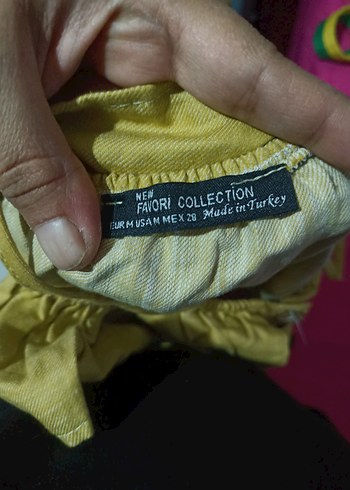 NEW
FAVORİ COLLECTION
EUR M USA M MEX 28 Made in Turkey